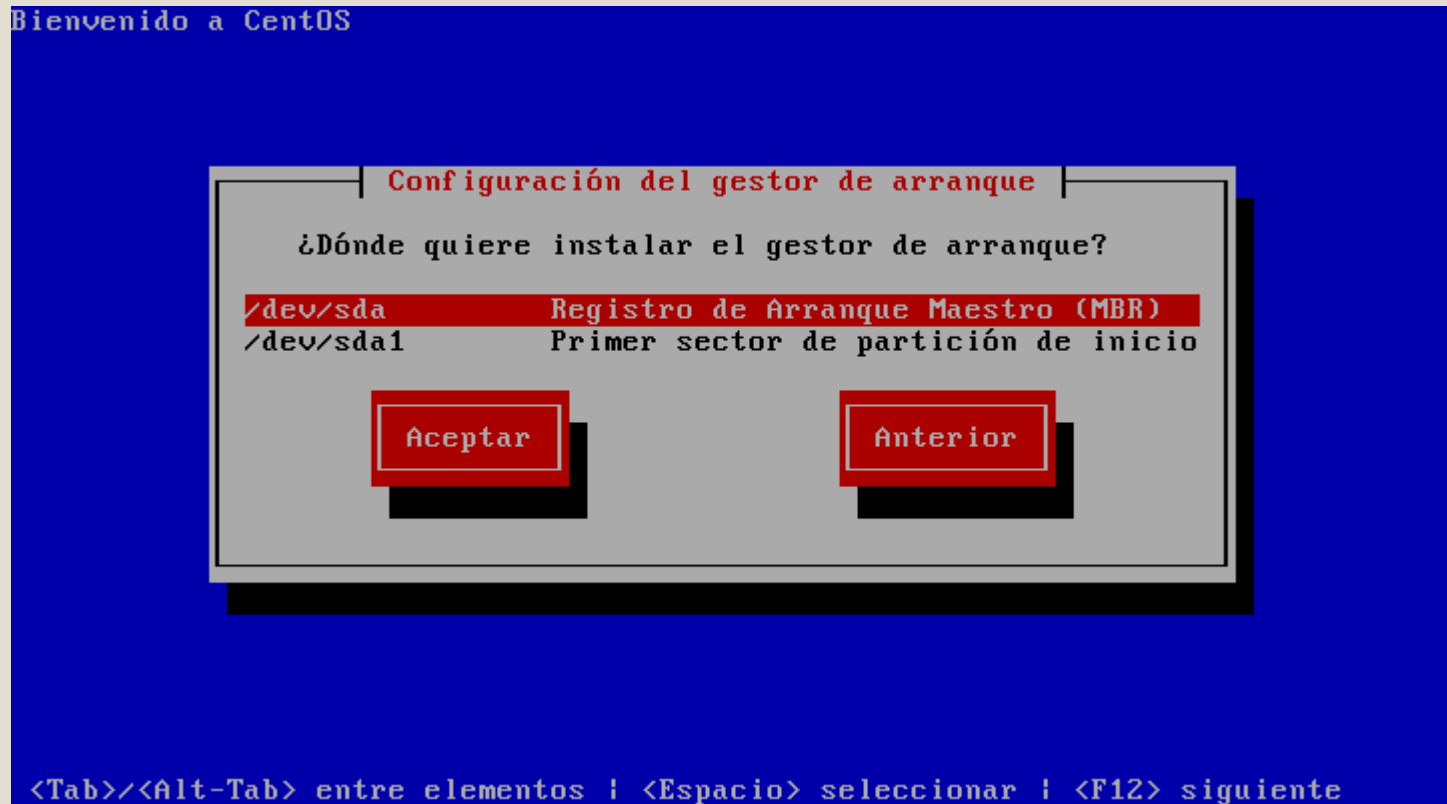 Bienvenido a CentOS
Configuración del gestor de arranque
¿Dónde quiere instalar el gestor de arranque?
/dev/sda Registro de Arranque Maestro (MBR)
/dev/sda1 Primer sector de partición de inicio
Aceptar Anterior
<Tab>/<Alt-Tab> entre elementos ¦ <Espacio> seleccionar ¦ <F12> siguiente